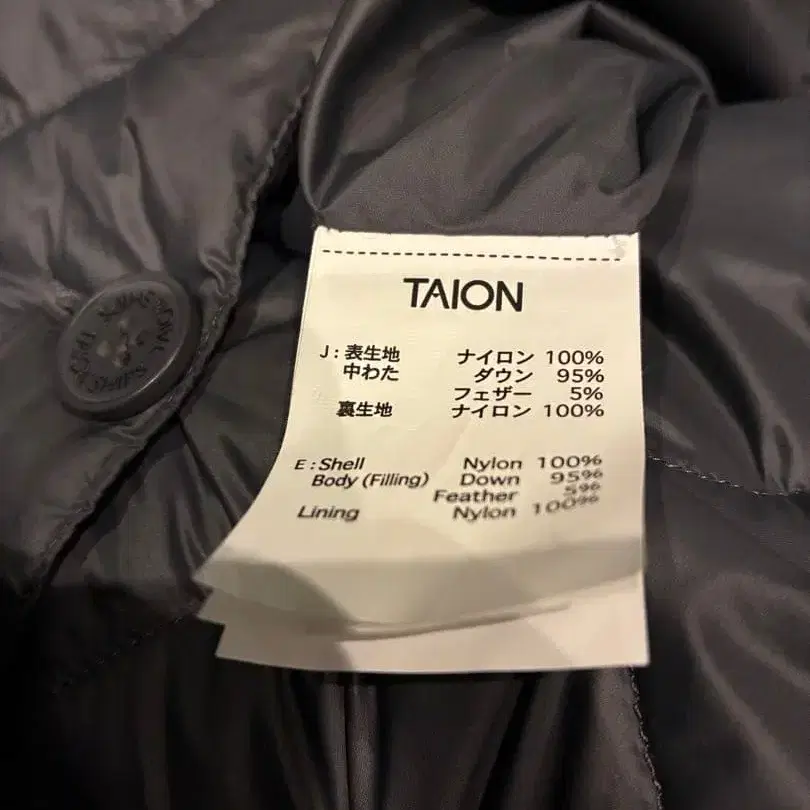 TAION
J : 表生地 ナイロン 100%
中わた ダウン 95%
フェザー 5%
裏生地 ナイロン 100%
E : Shell Nylon 100%
Body (Filling) Down 95%
Feather 5%
Lining Nylon 100%